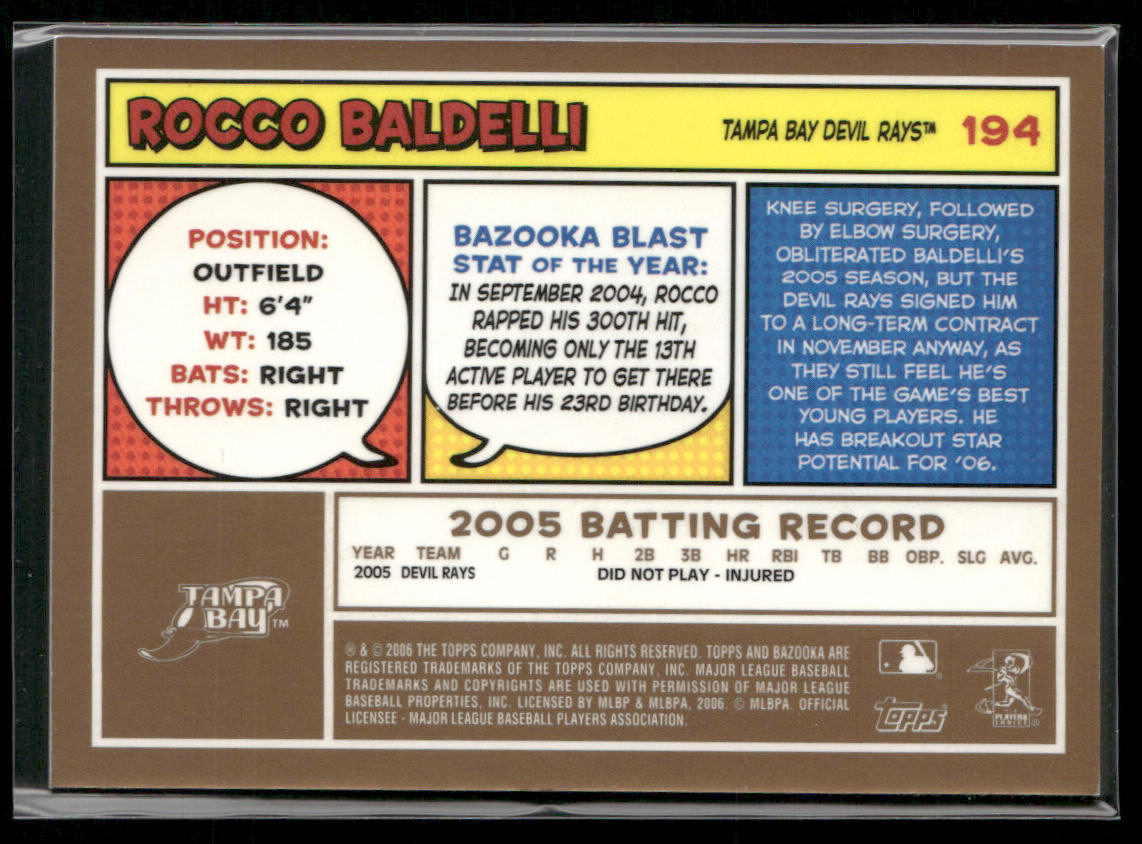 ROCCO BALDELLI
TAMPA BAY DEVIL RAYS™ 194
POSITION:
OUTFIELD
HT: 6'4"
WT: 185
BATS: RIGHT
THROWS: RIGHT
BAZOOKA BLAST
STAT OF THE YEAR:
IN SEPTEMBER 2004, ROCCO
RAPPED HIS 300TH HIT,
BECOMING ONLY THE 13TH
ACTIVE PLAYER TO GET THERE
BEFORE HIS 23RD BIRTHDAY.
KNEE SURGERY, FOLLOWED
BY ELBOW SURGERY,
OBLITERATED BALDELLI'S
2005 SEASON, BUT THE
DEVIL RAYS SIGNED HIM
TO A LONG-TERM CONTRACT
IN NOVEMBER ANYWAY, AS
THEY STILL FEEL HE'S
ONE OF THE GAME'S BEST
YOUNG PLAYERS. HE
HAS BREAKOUT STAR
POTENTIAL FOR '06.
2005 BATTING RECORD
YEAR TEAM G R H 2B 3B HR RBI TB BB OBP. SLG AVG.
2005 DEVIL RAYS DID NOT PLAY - INJURED
TAMPA
BAY™
® & © 2006 THE TOPPS COMPANY, INC. ALL RIGHTS RESERVED. TOPPS AND BAZOOKA ARE
REGISTERED TRADEMARKS OF THE TOPPS COMPANY, INC. MAJOR LEAGUE BASEBALL
TRADEMARKS AND COPYRIGHTS ARE USED WITH PERMISSION OF MAJOR LEAGUE
BASEBALL PROPERTIES, INC. LICENSED BY MLBP & MLBPA, 2006. © MLBPA. OFFICIAL
LICENSEE - MAJOR LEAGUE BASEBALL PLAYERS ASSOCIATION.
Topps®
PLAYERS
CHOICE®